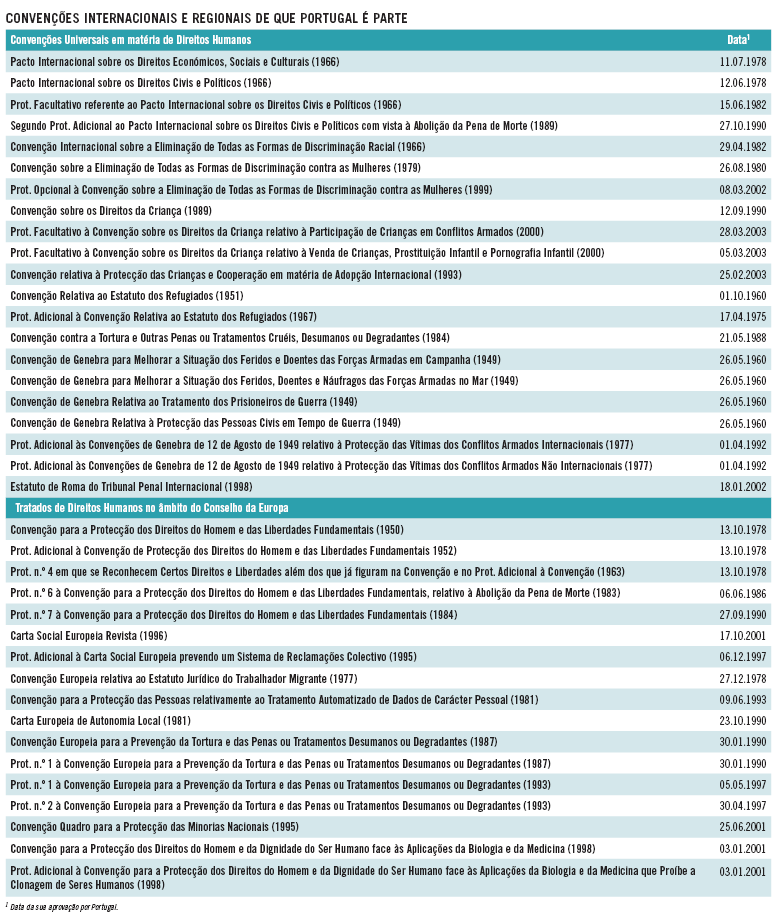 CONVENÇÕES INTERNACIONAIS E REGIONAIS DE QUE PORTUGAL É PARTE
Convenções Universais em matéria de Direitos Humanos Data¹
Pacto Internacional sobre os Direitos Económicos, Sociais e Culturais (1966) 11.07.1978
Pacto Internacional sobre os Direitos Civis e Políticos (1966) 12.06.1978
Prot. Facultativo referente ao Pacto Internacional sobre os Direitos Civis e Políticos (1966) 15.06.1982
Segundo Prot. Adicional ao Pacto Internacional sobre os Direitos Civis e Políticos com vista à Abolição da Pena de Morte (1989) 27.10.1990
Convenção Internacional sobre a Eliminação de Todas as Formas de Discriminação Racial (1966) 29.04.1982
Convenção sobre a Eliminação de Todas as Formas de Discriminação contra as Mulheres (1979) 26.08.1980
Prot. Opcional à Convenção sobre a Eliminação de Todas as Formas de Discriminação contra as Mulheres (1999) 08.03.2002
Convenção sobre os Direitos da Criança (1989) 12.09.1990
Prot. Facultativo à Convenção sobre os Direitos da Criança relativo à Participação de Crianças em Conflitos Armados (2000) 28.03.2003
Prot. Facultativo à Convenção sobre os Direitos da Criança relativo à Venda de Crianças, Prostituição Infantil e Pornografia Infantil (2000) 05.03.2003
Convenção relativa à Protecção das Crianças e Cooperação em matéria de Adopção Internacional (1993) 25.02.2003
Convenção Relativa ao Estatuto dos Refugiados (1951) 01.10.1960
Prot. Adicional à Convenção Relativa ao Estatuto dos Refugiados (1967) 17.04.1975
Convenção contra a Tortura e Outras Penas ou Tratamentos Cruéis, Desumanos ou Degradantes (1984) 21.05.1988
Convenção de Genebra para Melhorar a Situação dos Feridos e Doentes das Forças Armadas em Campanha (1949) 26.05.1960
Convenção de Genebra para Melhorar a Situação dos Feridos, Doentes e Náufragos das Forças Armadas no Mar (1949) 26.05.1960
Convenção de Genebra Relativa ao Tratamento dos Prisioneiros de Guerra (1949) 26.05.1960
Convenção de Genebra Relativa à Protecção das Pessoas Civis em Tempo de Guerra (1949) 26.05.1960
Prot. Adicional às Convenções de Genebra de 12 de Agosto de 1949 relativo à Protecção das Vítimas dos Conflitos Armados Internacionais (1977) 01.04.1992
Prot. Adicional às Convenções de Genebra de 12 de Agosto de 1949 relativo à Protecção das Vítimas dos Conflitos Armados Não Internacionais (1977) 01.04.1992
Estatuto de Roma do Tribunal Penal Internacional (1998) 18.01.2002
Tratados de Direitos Humanos no âmbito do Conselho da Europa
Convenção para a Protecção dos Direitos do Homem e das Liberdades Fundamentais (1950) 13.10.1978
Prot. Adicional à Convenção de Protecção dos Direitos do Homem e das Liberdades Fundamentais 1952) 13.10.1978
Prot. n.º 4 em que se Reconhecem Certos Direitos e Liberdades além dos que já figuram na Convenção e no Prot. Adicional à Convenção (1963) 13.10.1978
Prot. n.º 6 à Convenção para a Protecção dos Direitos do Homem e das Liberdades Fundamentais, relativo à Abolição da Pena de Morte (1983) 06.06.1986
Prot. n.º 7 à Convenção para a Protecção dos Direitos do Homem e das Liberdades Fundamentais (1984) 27.09.1990
Carta Social Europeia Revista (1996) 17.10.2001
Prot. Adicional à Carta Social Europeia prevendo um Sistema de Reclamações Colectivo (1995) 06.12.1997
Convenção Europeia relativa ao Estatuto Jurídico do Trabalhador Migrante (1977) 27.12.1978
Convenção para a Protecção das Pessoas relativamente ao Tratamento Automatizado de Dados de Carácter Pessoal (1981) 09.06.1993
Carta Europeia de Autonomia Local (1981) 23.10.1990
Convenção Europeia para a Prevenção da Tortura e das Penas ou Tratamentos Desumanos ou Degradantes (1987) 30.01.1990
Prot. n.º 1 à Convenção Europeia para a Prevenção da Tortura e das Penas ou Tratamentos Desumanos ou Degradantes (1987) 30.01.1990
Prot. n.º 1 à Convenção Europeia para a Prevenção da Tortura e das Penas ou Tratamentos Desumanos ou Degradantes (1993) 05.05.1997
Prot. n.º 2 à Convenção Europeia para a Prevenção da Tortura e das Penas ou Tratamentos Desumanos ou Degradantes (1993) 30.04.1997
Convenção Quadro para a Protecção das Minorias Nacionais (1995) 25.06.2001
Convenção para a Protecção dos Direitos do Homem e da Dignidade do Ser Humano face às Aplicações da Biologia e da Medicina (1998) 03.01.2001
Prot. Adicional à Convenção para a Protecção dos Direitos do Homem e da Dignidade do Ser Humano face às Aplicações da Biologia e da Medicina que Proíbe a 03.01.2001
Clonagem de Seres Humanos (1998)
¹ Data da sua aprovação por Portugal.